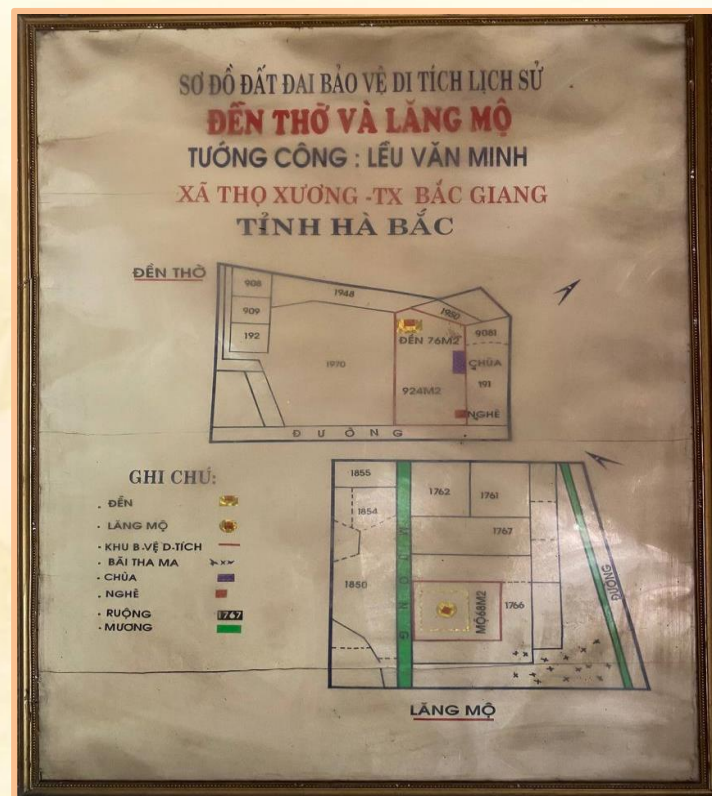 SƠ ĐỒ ĐẤT ĐAI BẢO VỆ DI TÍCH LỊCH SỬ
ĐỀN THỜ VÀ LĂNG MỘ
TƯỚNG CÔNG : LỀU VĂN MINH
XÃ THỌ XƯƠNG -TX BẮC GIANG
TỈNH HÀ BẮC
ĐỀN THỜ
908
1948
909
1950
9081
192
ĐỀN 76M2
1970
CHÙA
924M2
191
NGHÈ
ĐƯỜNG
GHI CHÚ:
. ĐỀN
. LĂNG MỘ
. KHU B.VỆ D-TÍCH
. BÃI THA MA
. CHÙA
. NGHÈ
. RUỘNG 1767
. MƯƠNG
1855
1762
1761
1854
1767
MƯƠNG
1850
MỘ68M2
1766
ĐƯỜNG
LĂNG MỘ